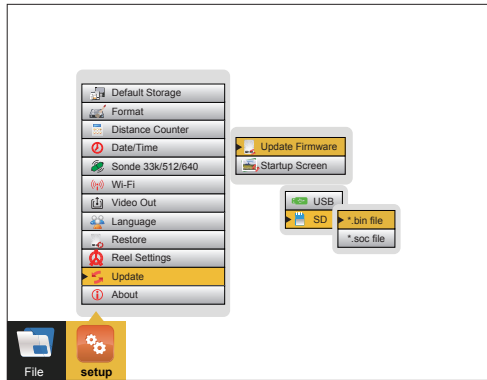 Default Storage
Format
Distance Counter
Date/Time
Sonde 33k/512/640
Wi-Fi
Video Out
Language
Restore
Reel Settings
Update
About
Update Firmware
Startup Screen
USB
SD
*.bin file
*.soc file
File
setup